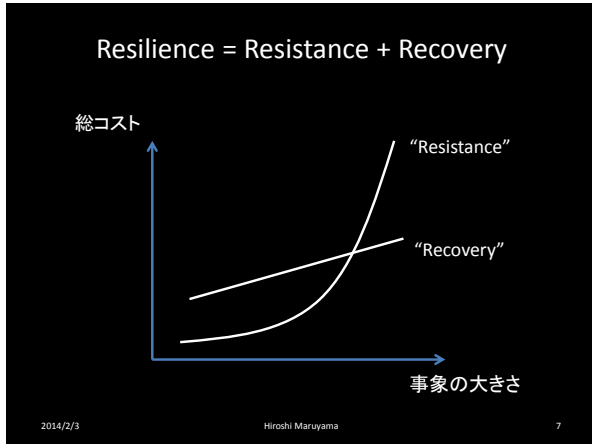 Resilience = Resistance + Recovery
総コスト
“Resistance”
“Recovery”
事象の大きさ
2014/2/3
Hiroshi Maruyama
7